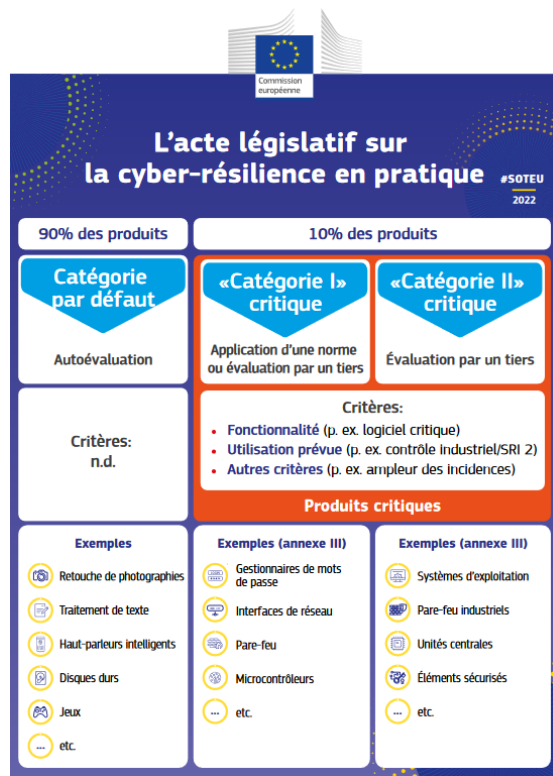 Commission
européenne
L'acte législatif sur
la cyber-résilience en pratique
#SOTEU
2022
90% des produits
10% des produits
Catégorie
par défaut
Autoévaluation
«Catégorie I»
critique
Application d'une norme
ou évaluation par un tiers
«Catégorie II»
critique
Évaluation par un tiers
Critères:
n.d.
Critères:
• Fonctionnalité (p. ex. logiciel critique)
• Utilisation prévue (p. ex. contrôle industriel/SRI 2)
• Autres critères (p. ex. ampleur des incidences)
Produits critiques
Exemples
Retouche de photographies
Traitement de texte
Haut-parleurs intelligents
Disques durs
Jeux
... etc.
Exemples (annexe III)
Gestionnaires de mots
de passe
Interfaces de réseau
Pare-feu
Microcontrôleurs
... etc.
Exemples (annexe III)
Systèmes d'exploitation
Pare-feu industriels
Unités centrales
Éléments sécurisés
... etc.